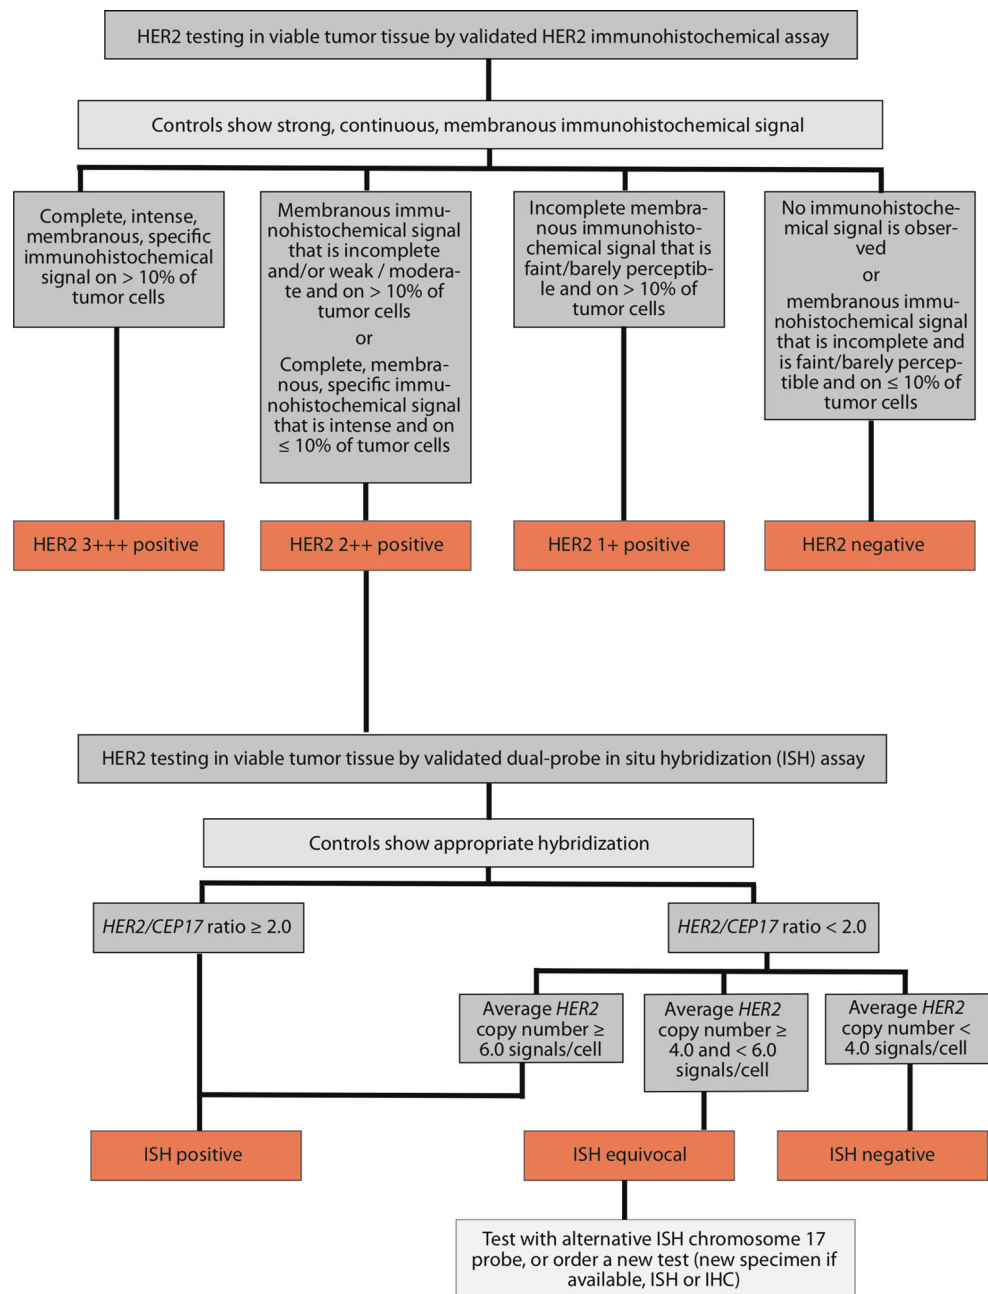 HER2 testing in viable tumor tissue by validated HER2 immunohistochemical assay
Controls show strong, continuous, membranous immunohistochemical signal
Complete, intense,
membranous, specific
immunohistochemical
signal on > 10% of
tumor cells
Membranous immu-
nohistochemical signal
that is incomplete
and/or weak / modera-
te and on > 10% of
tumor cells
or
Complete, membra-
nous, specific immu-
nohistochemical signal
that is intense and on
≤ 10% of tumor cells
Incomplete membra-
nous immunohisto-
chemical signal that is
faint/barely perceptib-
le and on > 10% of
tumor cells
No immunohistoche-
mical signal is obser-
ved
or
membranous immu-
nohistochemical signal
that is incomplete and
is faint/barely percep-
tible and on ≤ 10% of
tumor cells
HER2 3+++ positive
HER2 2++ positive
HER2 1+ positive
HER2 negative
HER2 testing in viable tumor tissue by validated dual-probe in situ hybridization (ISH) assay
Controls show appropriate hybridization
HER2/CEP17 ratio ≥ 2.0
HER2/CEP17 ratio < 2.0
Average HER2
copy number ≥
6.0 signals/cell
Average HER2
copy number ≥
4.0 and < 6.0
signals/cell
Average HER2
copy number <
4.0 signals/cell
ISH positive
ISH equivocal
ISH negative
Test with alternative ISH chromosome 17
probe, or order a new test (new specimen if
available, ISH or IHC)